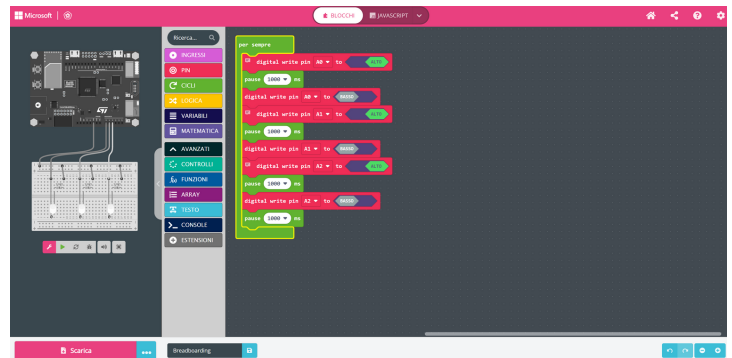 Microsoft
BLOCCHI
JAVASCRIPT
Ricerca...
INGRESSI
PIN
CICLI
LOGICA
VARIABILI
MATEMATICA
AVANZATI
CONTROLLI
FUNZIONI
ARRAY
TESTO
CONSOLE
ESTENSIONI
per sempre
digital write pin A0 to ALTO
pause 1000 ms
digital write pin A0 to BASSO
digital write pin A1 to ALTO
pause 1000 ms
digital write pin A1 to BASSO
digital write pin A2 to ALTO
pause 1000 ms
digital write pin A2 to BASSO
pause 1000 ms
Scarica
Breadboarding